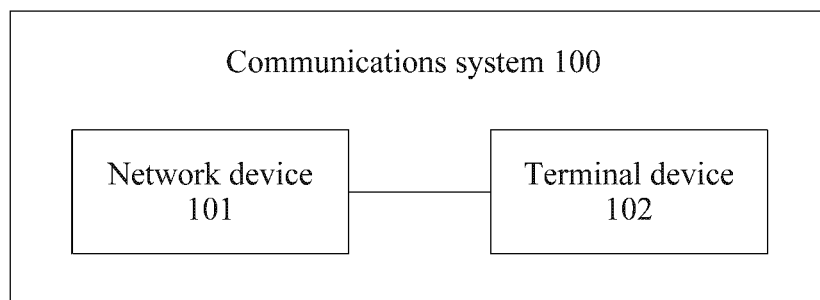 Communications system 100
Network device
101
Terminal device
102